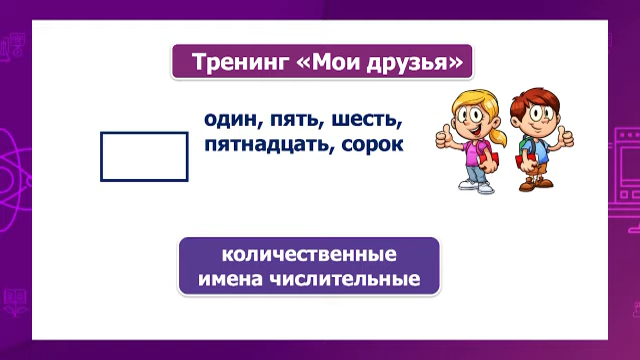 Тренинг «Мои друзья»
один, пять, шесть,
пятнадцать, сорок
количественные
имена числительные